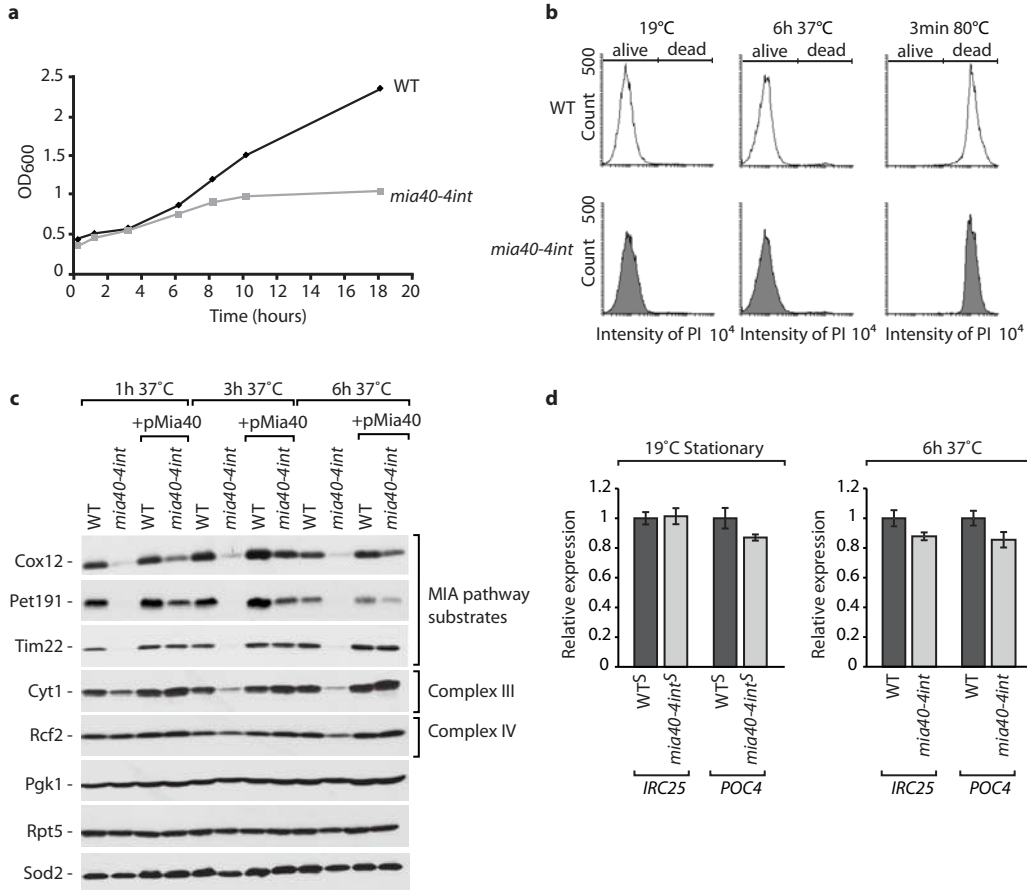 a
2.5
2
1.5
1
0.5
0
OD600
0 2 4 6 8 10 12 14 16 18 20
Time (hours)
WT
mia40-4int
b
19°C
6h 37°C
3min 80°C
alive dead
alive dead
alive dead
WT
500
Count
mia40-4int
500
Count
Intensity of PI 10⁴
Intensity of PI 10⁴
Intensity of PI 10⁴
c
1h 37˚C 3h 37˚C 6h 37˚C
+pMia40 +pMia40 +pMia40
WT mia40-4int WT mia40-4int WT mia40-4int WT mia40-4int WT mia40-4int WT mia40-4int
Cox12 -
Pet191 -
Tim22 -
MIA pathway
substrates
Cyt1 -
Complex III
Rcf2 -
Complex IV
Pgk1 -
Rpt5 -
Sod2 -
d
19˚C Stationary
Relative expression
1.2
1
0.8
0.6
0.4
0.2
0
WTS mia40-4intS WTS mia40-4intS
IRC25 POC4
6h 37˚C
Relative expression
1.2
1
0.8
0.6
0.4
0.2
0
WT mia40-4int WT mia40-4int
IRC25 POC4